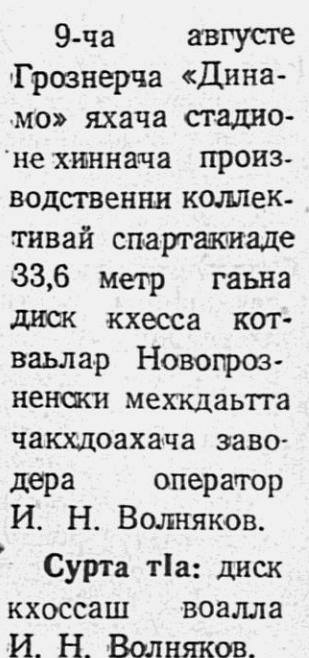 9-ча августе
Грознерча «Дина-
мо» яхача стадио-
не хиннача произ-
водственни коллек-
тивай спартакиаде
33,6 метр гаьна
диск кхесса кот-
ваьлар Новогроз-
ненски мехкдаьтта
чакхдоахача заво-
дера оператор
И. Н. Волняков.
Сурта тӀа: диск
кхоссаш воалла
И. Н. Волняков.